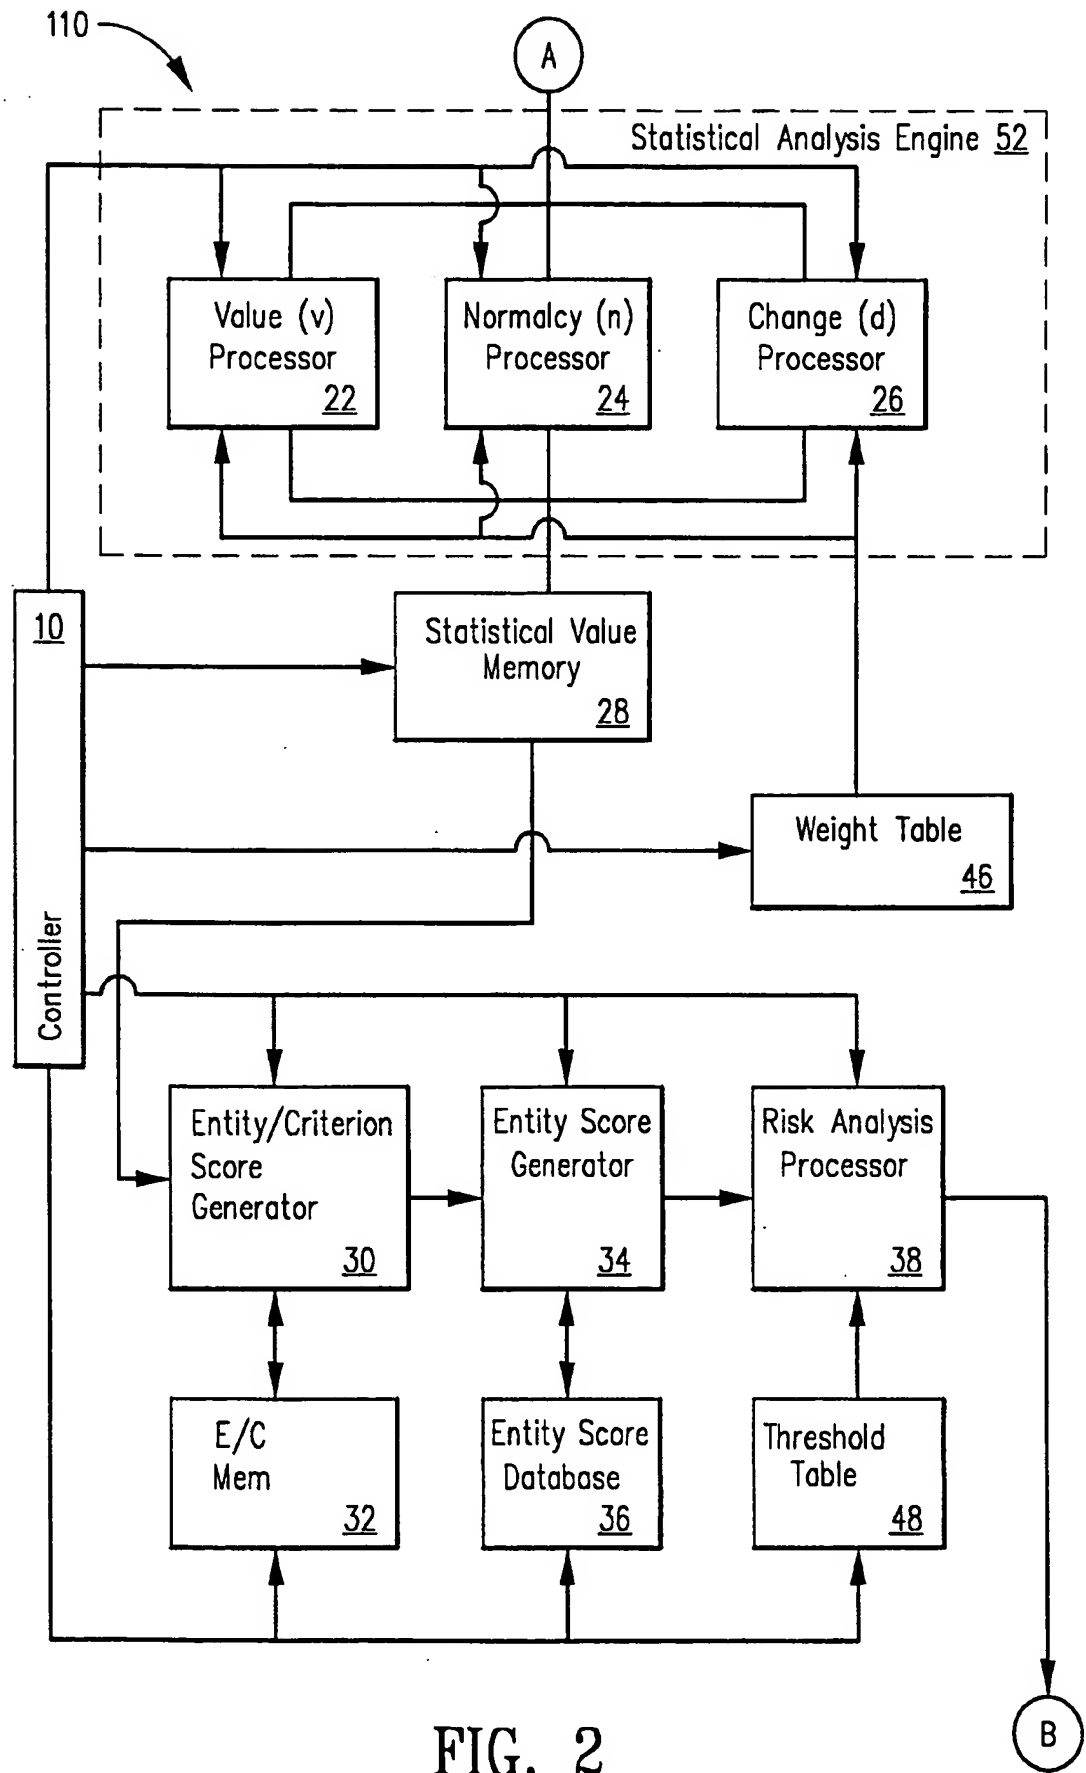 110
A
Statistical Analysis Engine 52
Value (v)
Processor
22
Normalcy (n)
Processor
24
Change (d)
Processor
26
10
Controller
Statistical Value
Memory
28
Weight Table
46
Entity/Criterion
Score
Generator
30
Entity Score
Generator
34
Risk Analysis
Processor
38
E/C
Mem
32
Entity Score
Database
36
Threshold
Table
48
B
FIG. 2